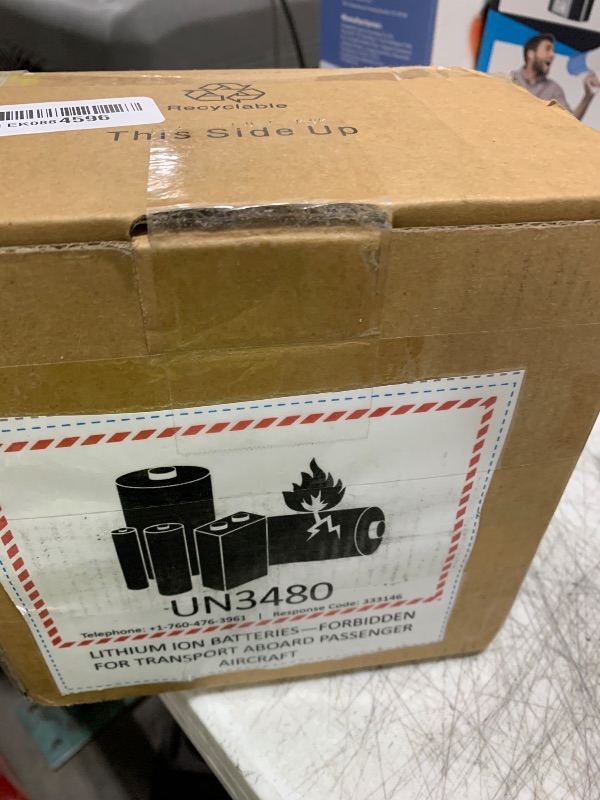 Recyclable
EK0864596
This Side Up
UN3480
Telephone: +1-760-476-3961 Response Code: 333146
LITHIUM ION BATTERIES—FORBIDDEN
FOR TRANSPORT ABOARD PASSENGER
AIRCRAFT